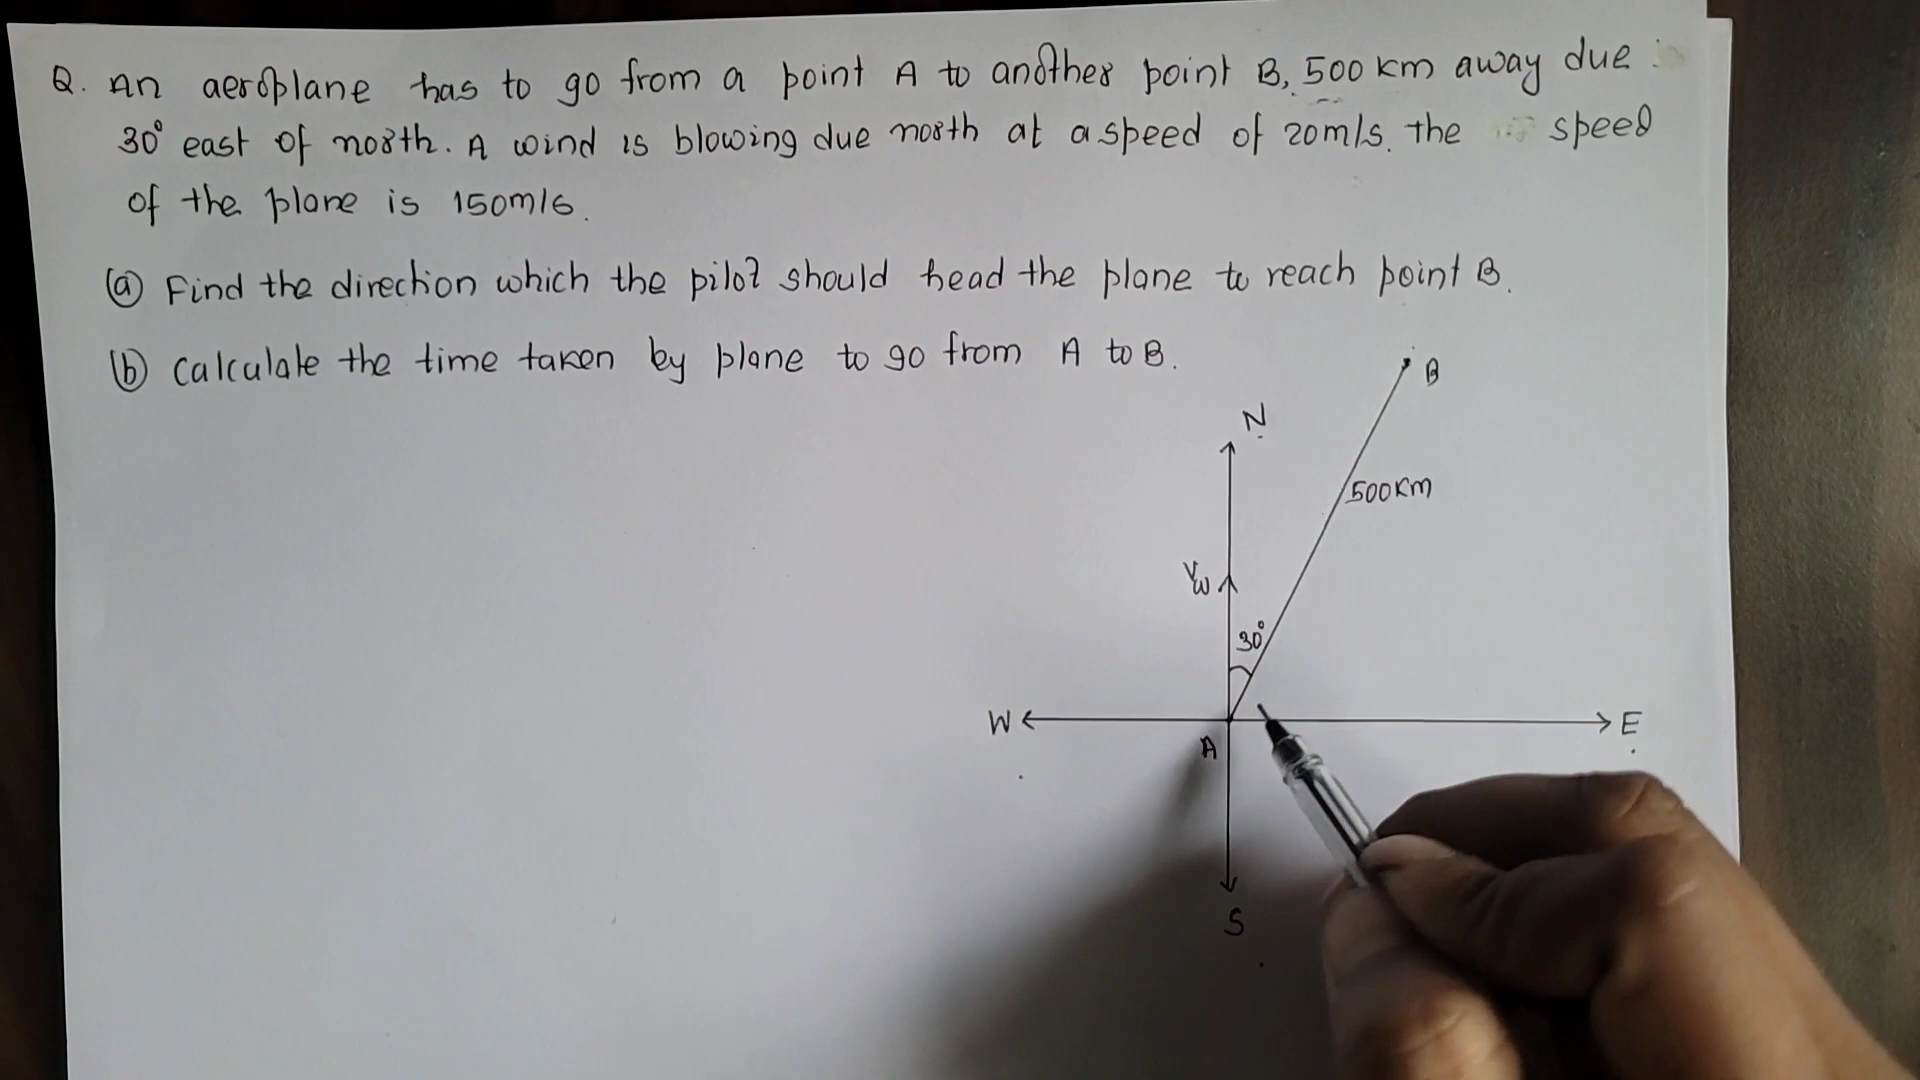 Q. An aeroplane has to go from a point A to another point B, 500 km away due
30° east of north. A wind is blowing due north at a speed of 20m/s. the speed
of the plane is 150m/s.
(a) Find the direction which the pilot should head the plane to reach point B.
(b) calculate the time taken by plane to go from A to B.
B
N
500km
Vw
30°
W
E
A
S